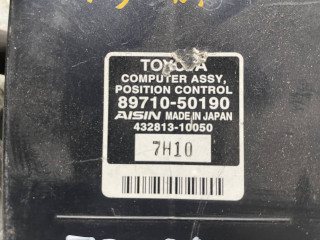 TOYOTA
COMPUTER ASSY,
POSITION CONTROL
89710-50190
AISIN MADE IN JAPAN
432813-10050
7H10